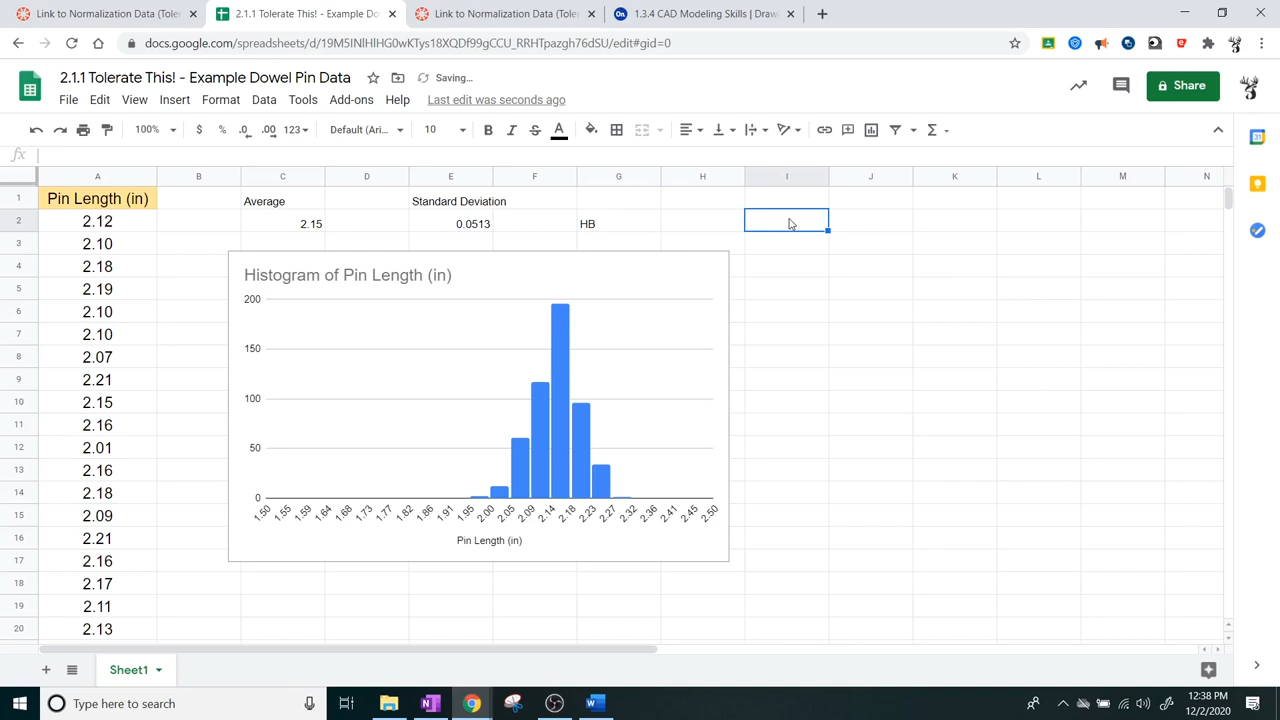 Link to Normalization Data (Toler
2.1.1 Tolerate This! - Example Do
Link to Normalization Data (Toler
On 1.3.4 CAD Modeling Skills | Draw
docs.google.com/spreadsheets/d/19M5INlHlHG0wKTys18XQDf99gCCU_RRHTpazgh76dSU/edit#gid=0
2.1.1 Tolerate This! - Example Dowel Pin Data
Saving...
Share
File Edit View Insert Format Data Tools Add-ons Help Last edit was seconds ago
100% $ % .0 .00 123 Default (Ari... 10 B I S A Σ
fx
A B C D E F G H I J K L M N
1 Pin Length (in) Average Standard Deviation
2 2.12 2.15 0.0513 HB
3 2.10
4 2.18
5 2.19
6 2.10
7 2.10
8 2.07
9 2.21
10 2.15
11 2.16
12 2.01
13 2.16
14 2.18
15 2.09
16 2.21
17 2.16
18 2.17
19 2.11
20 2.13
Histogram of Pin Length (in)
200
150
100
50
0
1.50 1.55 1.59 1.64 1.68 1.73 1.77 1.82 1.86 1.91 1.95 2.00 2.05 2.09 2.14 2.18 2.23 2.27 2.32 2.36 2.41 2.45 2.50
Pin Length (in)
Sheet1
Type here to search
12:38 PM
12/2/2020